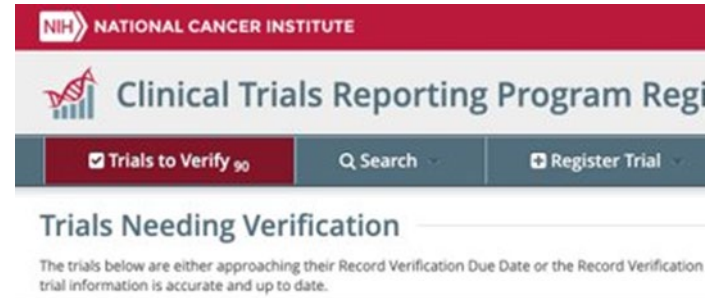 NIH NATIONAL CANCER INSTITUTE
Clinical Trials Reporting Program Regi
Trials to Verify 90 Search Register Trial
Trials Needing Verification
The trials below are either approaching their Record Verification Due Date or the Record Verification
trial information is accurate and up to date.